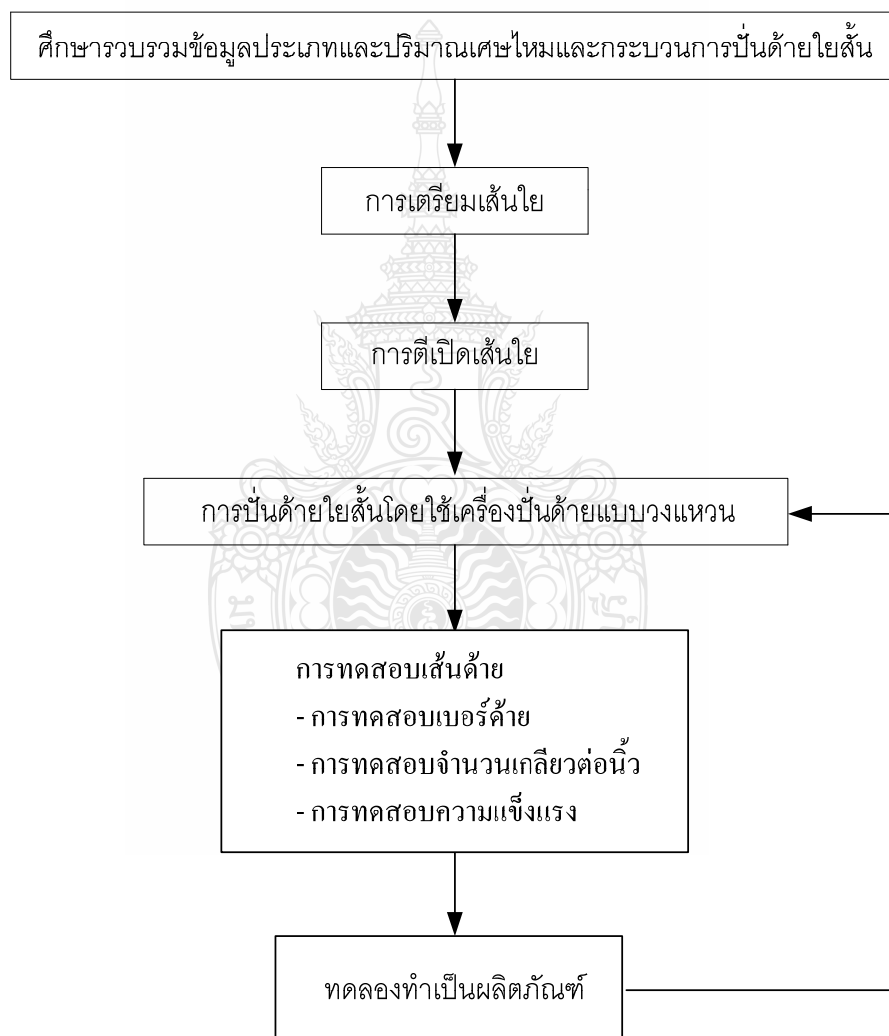 ศึกษารวบรวมข้อมูลประเภทและปริมาณเศษไหมและกระบวนการปั่นด้ายใยสั้น
การเตรียมเส้นใย
การตีเปิดเส้นใย
การปั่นด้ายใยสั้นโดยใช้เครื่องปั่นด้ายแบบวงแหวน
การทดสอบเส้นด้าย
- การทดสอบเบอร์ด้าย
- การทดสอบจำนวนเกลียวต่อนิ้ว
- การทดสอบความแข็งแรง
ทดลองทำเป็นผลิตภัณฑ์